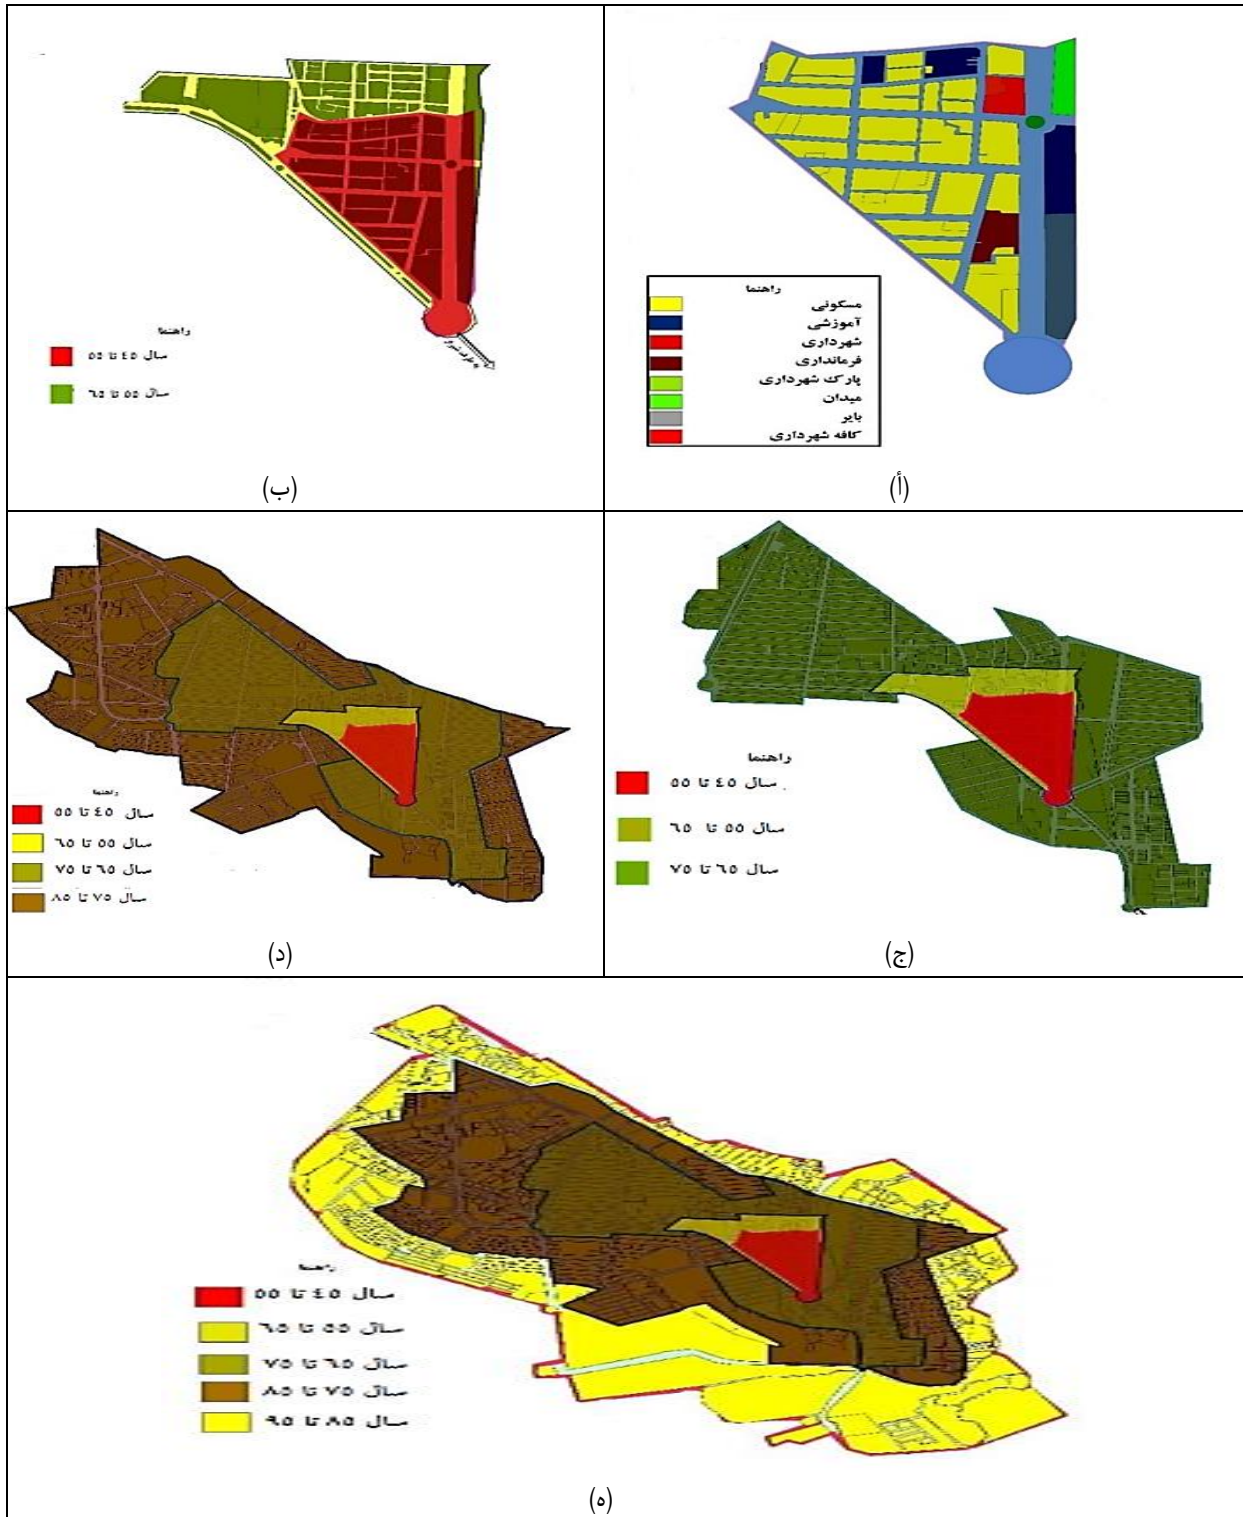 راهنما
مسکونی
آموزشی
شهرداری
فرمانداری
پارک شهرداری
میدان
بایر
کافه شهرداری
(أ)
راهنما
سال ٤٥ تا ٥٥
سال ٥٥ تا ٦٥
(ب)
راهنما
سال ٤٥ تا ٥٥
سال ٥٥ تا ٦٥
سال ٦٥ تا ٧٥
(ج)
راهنما
سال ٤٥ تا ٥٥
سال ٥٥ تا ٦٥
سال ٦٥ تا ٧٥
سال ٧٥ تا ٨٥
(د)
راهنما
سال ٤٥ تا ٥٥
سال ٥٥ تا ٦٥
سال ٦٥ تا ٧٥
سال ٧٥ تا ٨٥
سال ٨٥ تا ٩٥
(ه)